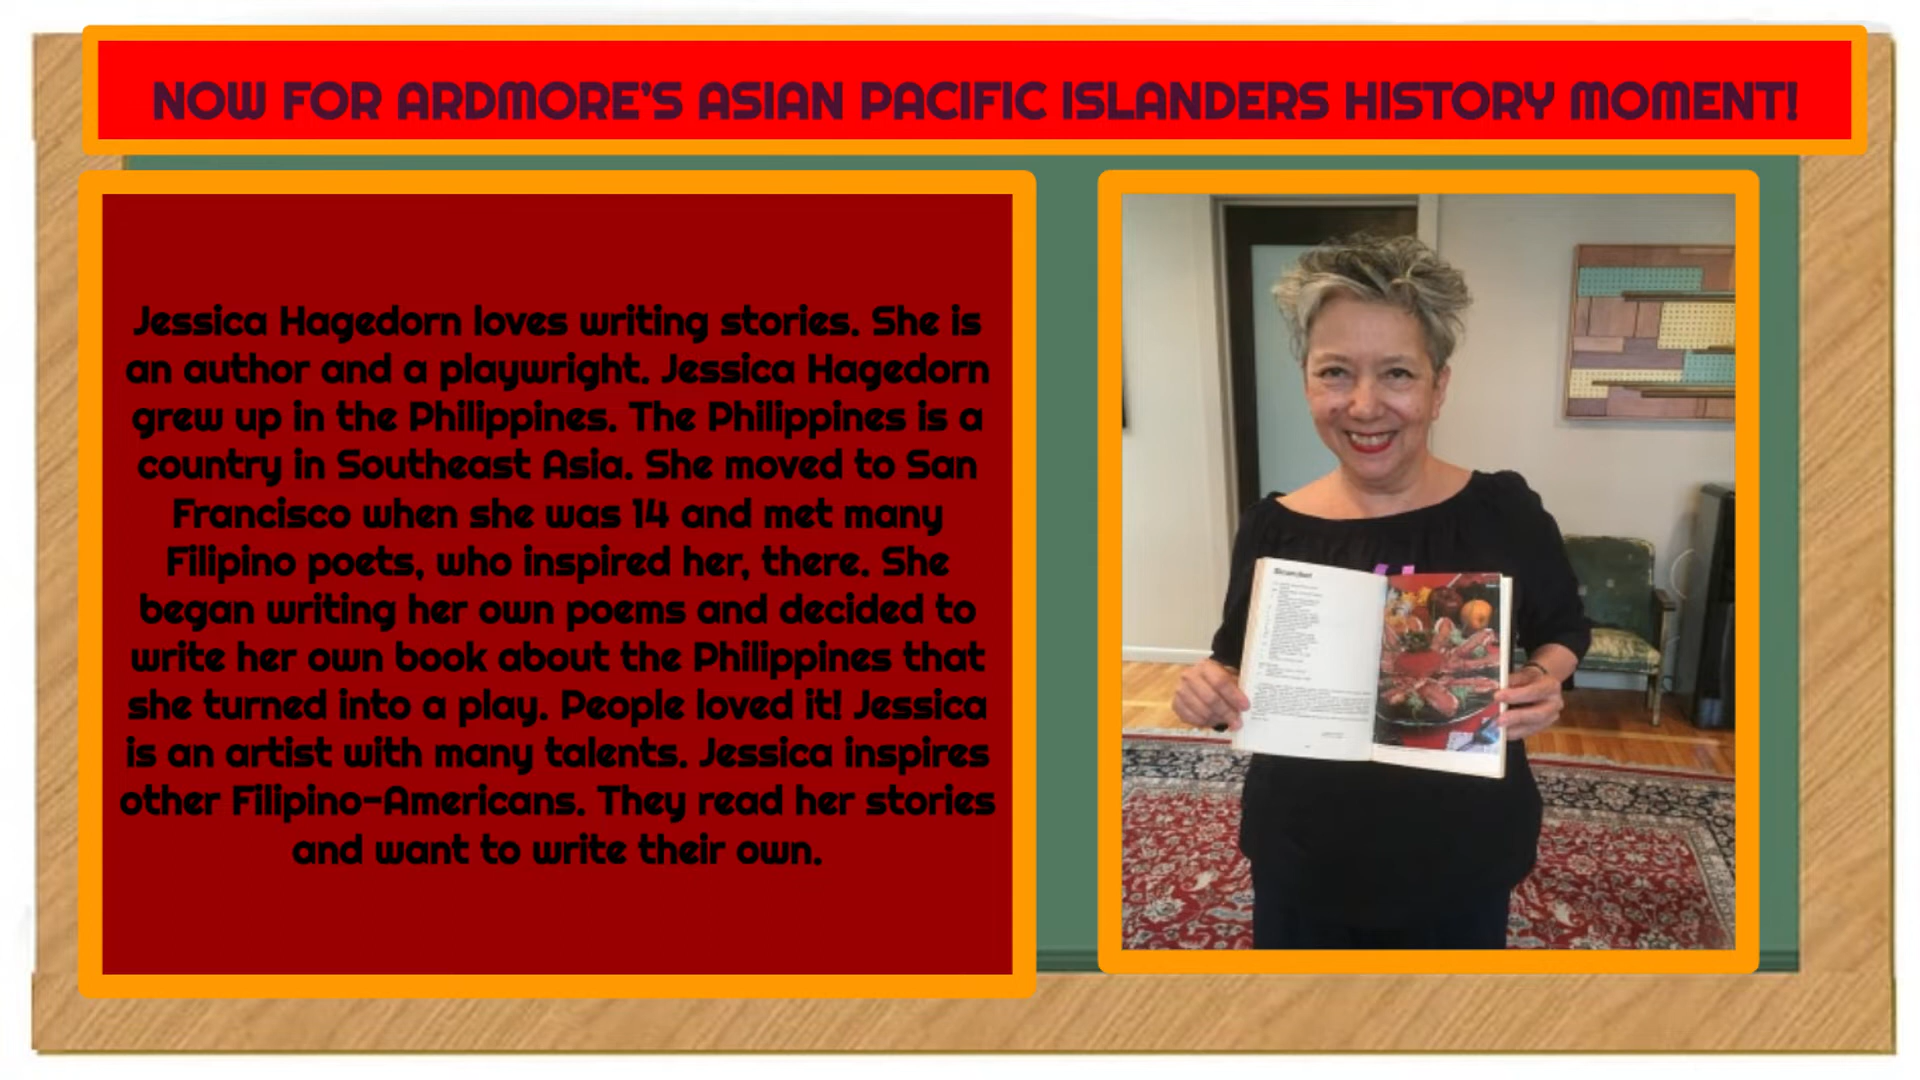 NOW FOR ARDMORE'S ASIAN PACIFIC ISLANDERS HISTORY MOMENT!
Jessica Hagedorn loves writing stories. She is
an author and a playwright. Jessica Hagedorn
grew up in the Philippines. The Philippines is a
country in Southeast Asia. She moved to San
Francisco when she was 14 and met many
Filipino poets, who inspired her, there. She
began writing her own poems and decided to
write her own book about the Philippines that
she turned into a play. People loved it! Jessica
is an artist with many talents. Jessica inspires
other Filipino-Americans. They read her stories
and want to write their own.